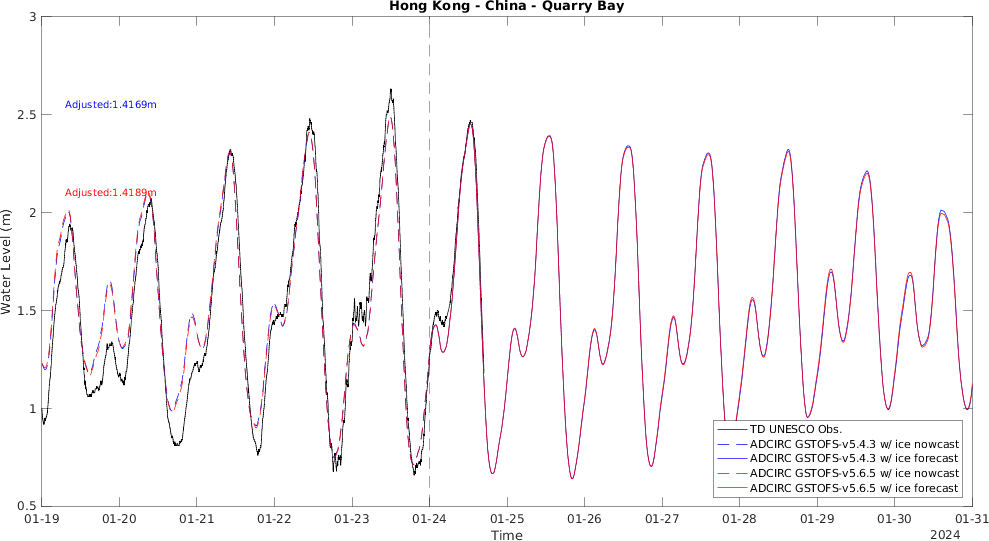 Hong Kong - China - Quarry Bay
3
2.5
2
1.5
1
0.5
Water Level (m)
Adjusted:1.4169m
Adjusted:1.4189m
TD UNESCO Obs.
ADCIRC GSTOFS-v5.4.3 w/ ice nowcast
ADCIRC GSTOFS-v5.4.3 w/ ice forecast
ADCIRC GSTOFS-v5.6.5 w/ ice nowcast
ADCIRC GSTOFS-v5.6.5 w/ ice forecast
01-19 01-20 01-21 01-22 01-23 01-24 01-25 01-26 01-27 01-28 01-29 01-30 01-31
Time
2024